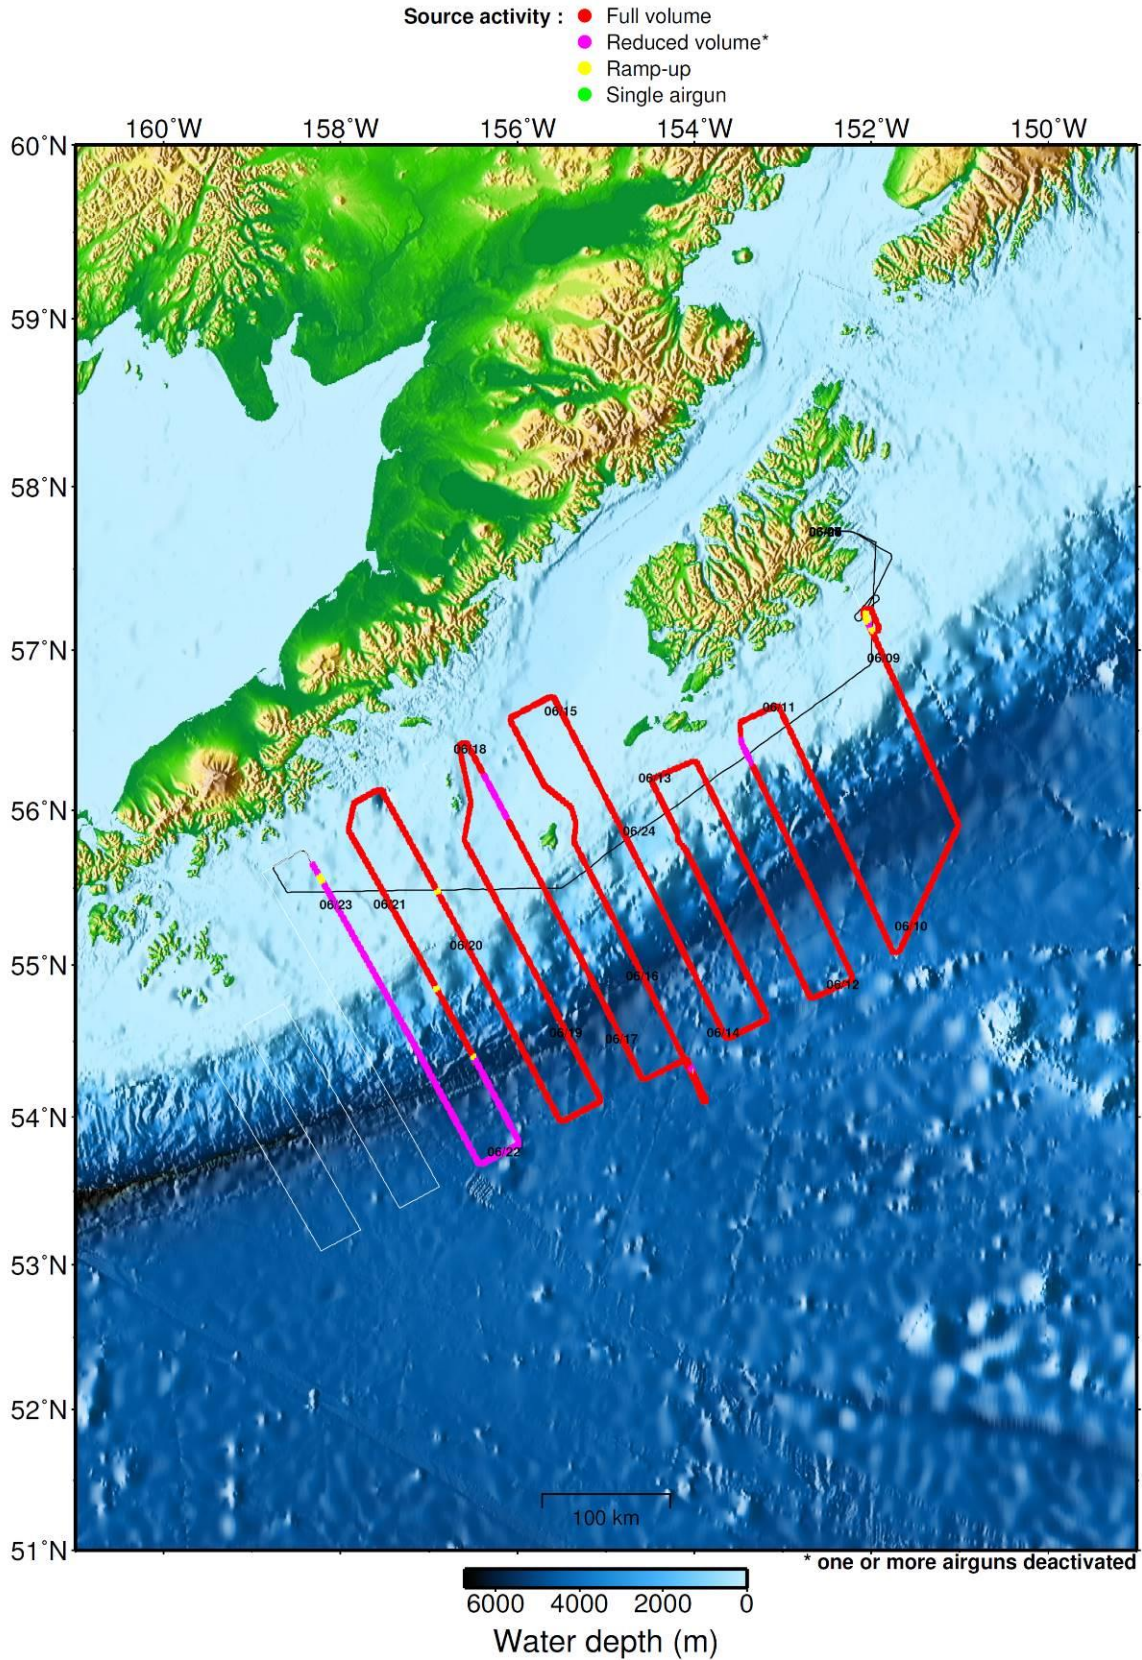 Source activity :
Full volume
Reduced volume*
Ramp-up
Single airgun
160˚W 158˚W 156˚W 154˚W 152˚W 150˚W
60˚N
59˚N
58˚N
57˚N
06/09
06/11
06/15
06/18
06/13
56˚N
06/24
06/23
06/21
06/20
06/10
55˚N
06/16
06/12
06/19
06/17
06/14
54˚N
06/22
53˚N
52˚N
100 km
51˚N
* one or more airguns deactivated
6000 4000 2000 0
Water depth (m)